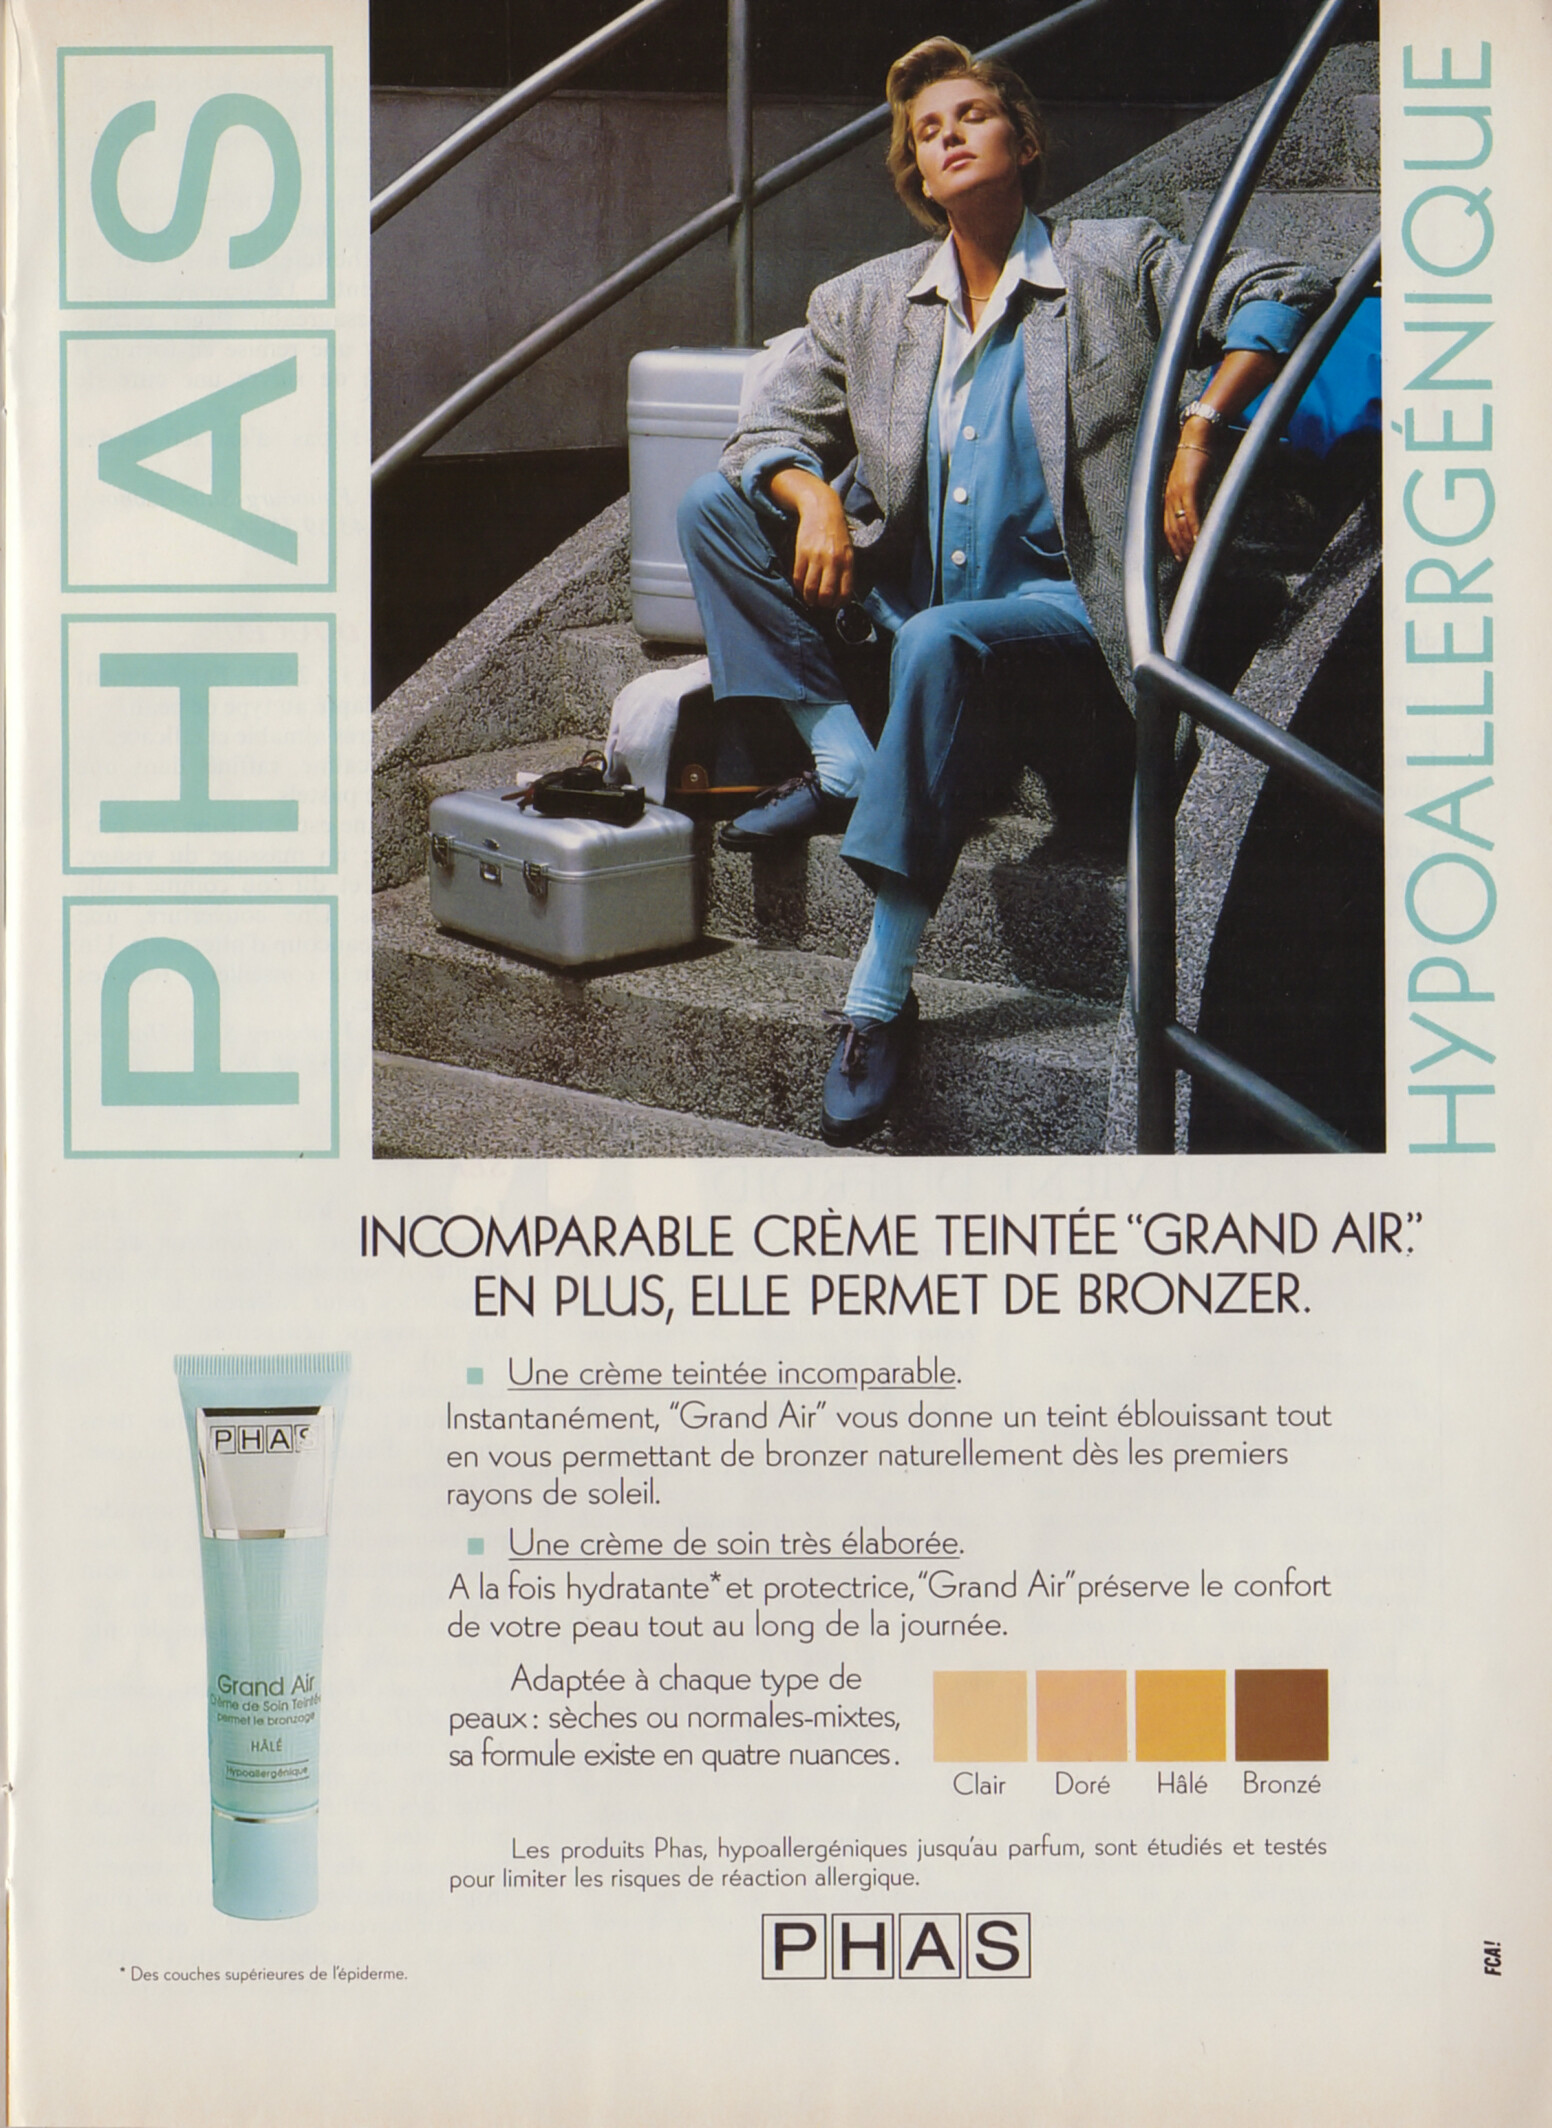 PHAS
HYPOALLERGÉNIQUE
INCOMPARABLE CRÈME TEINTÉE “GRAND AIR.”
EN PLUS, ELLE PERMET DE BRONZER.
Une crème teintée incomparable.
Instantanément, “Grand Air” vous donne un teint éblouissant tout
en vous permettant de bronzer naturellement dès les premiers
rayons de soleil.
Une crème de soin très élaborée.
A la fois hydratante* et protectrice, “Grand Air” préserve le confort
de votre peau tout au long de la journée.
Adaptée à chaque type de
peaux : sèches ou normales-mixtes,
sa formule existe en quatre nuances.
Clair Doré Hâlé Bronzé
PHAS
Grand Air
Crème de Soin Teintée
permet le bronzage
HÂLÉ
Hypoallergénique
Les produits Phas, hypoallergéniques jusqu'au parfum, sont étudiés et testés
pour limiter les risques de réaction allergique.
PHAS
* Des couches supérieures de l'épiderme.
FCA!